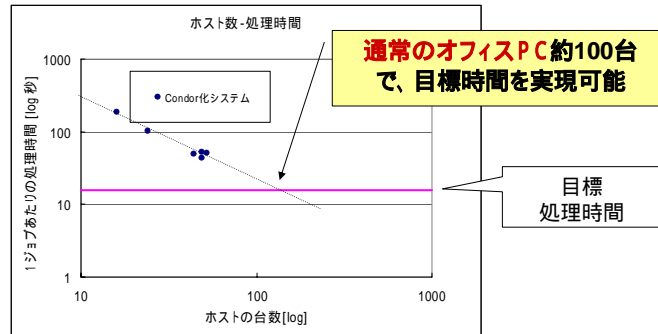 ホスト数-処理時間
通常のオフィスPC約100台
で、目標時間を実現可能
1000
100
10
1
1ジョブあたりの処理時間 [log 秒]
Condor化システム
目標
処理時間
10
100
1000
ホストの台数[log]